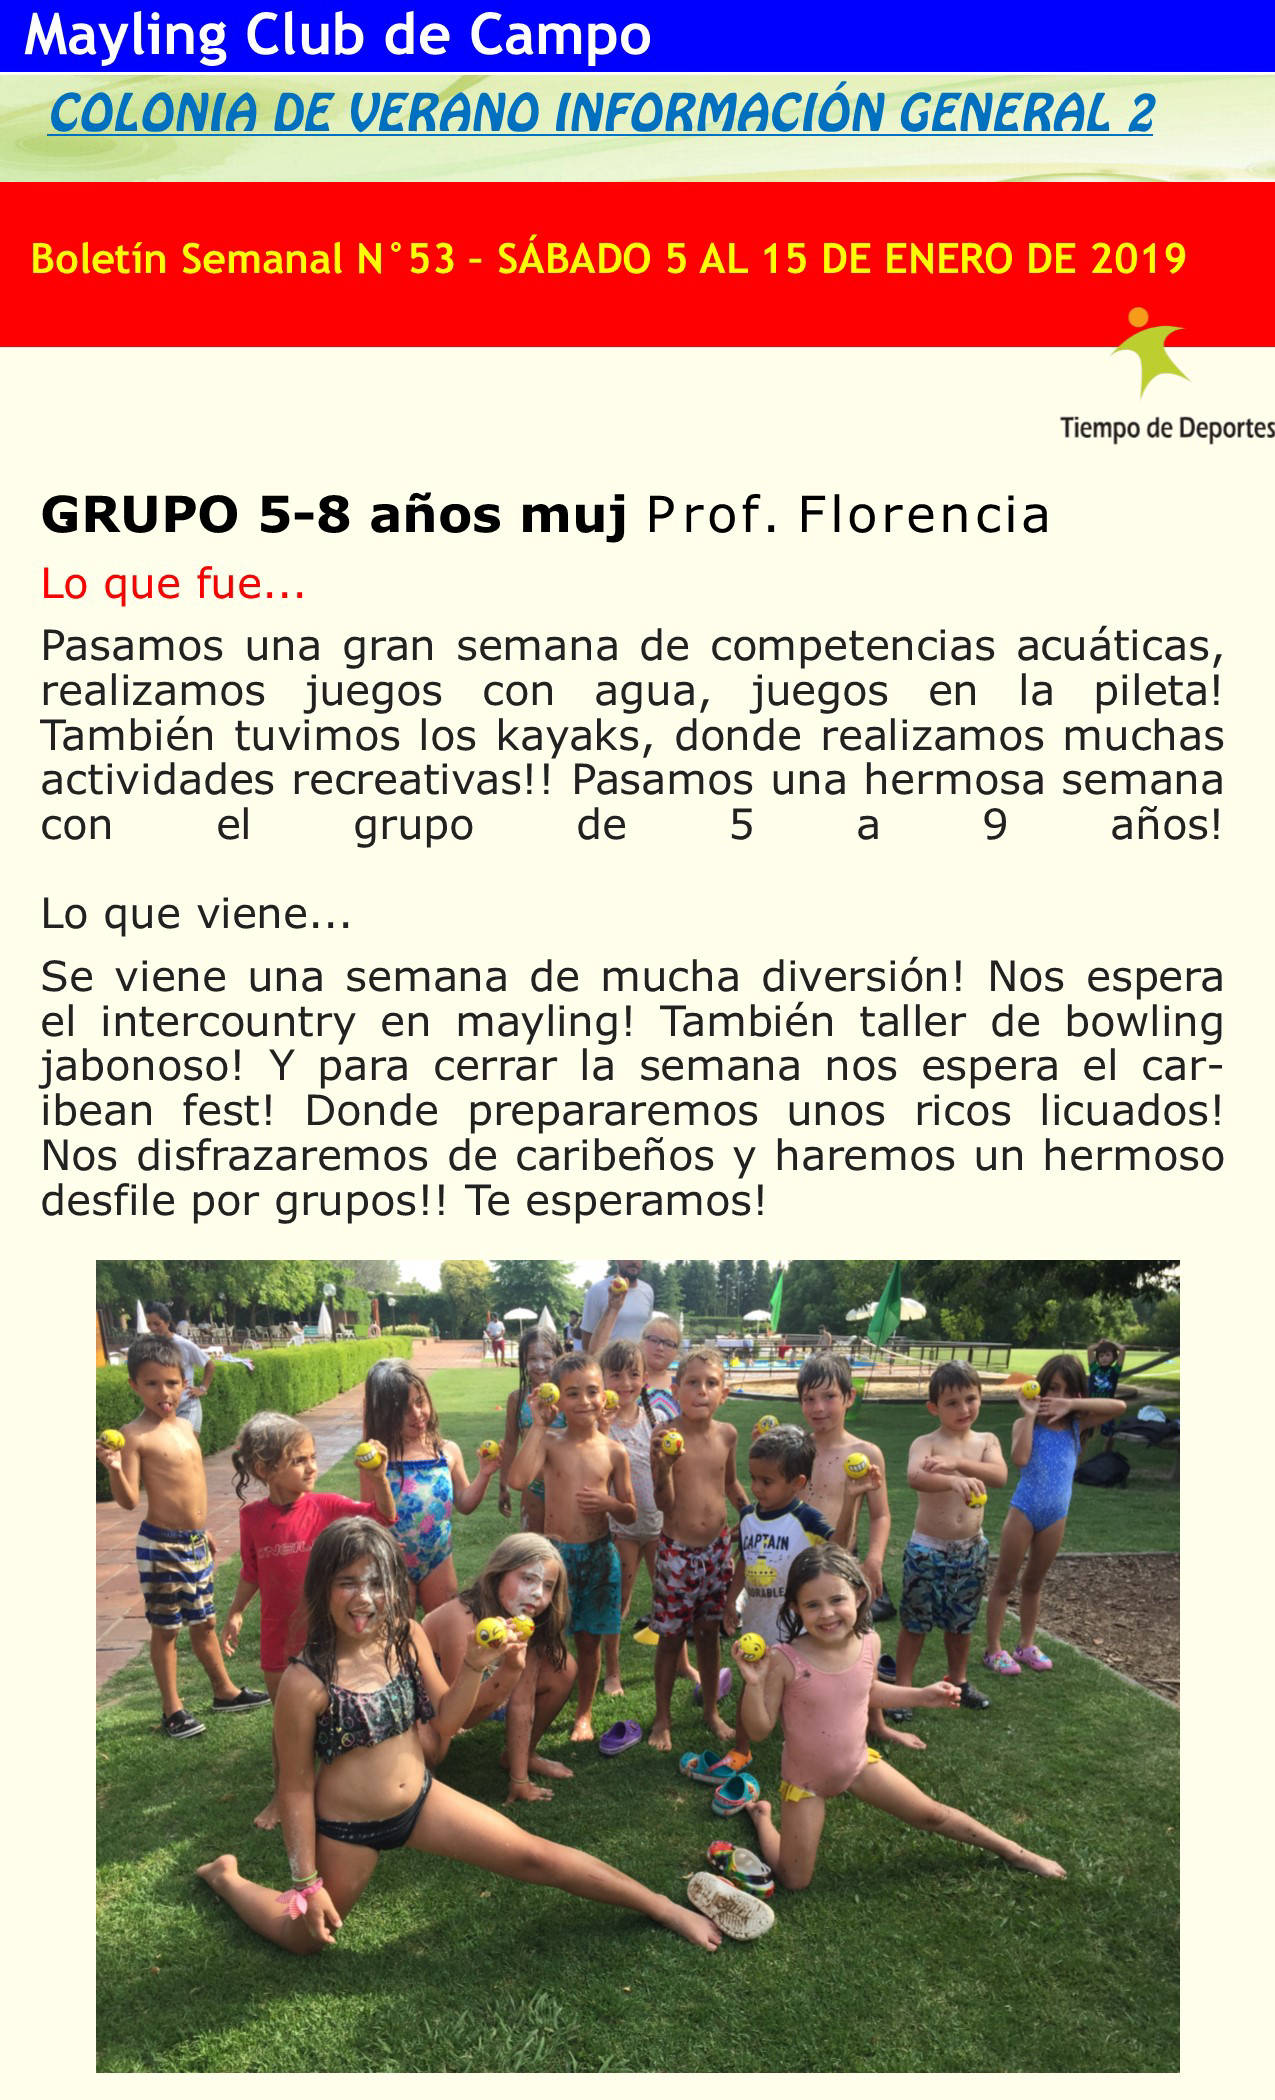 Mayling Club de Campo
COLONIA DE VERANO INFORMACIÓN GENERAL 2
Boletín Semanal N°53 – SÁBADO 5 AL 15 DE ENERO DE 2019
Tiempo de Deportes
GRUPO 5-8 años muj Prof. Florencia
Lo que fue...
Pasamos una gran semana de competencias acuáticas,
realizamos juegos con agua, juegos en la pileta!
También tuvimos los kayaks, donde realizamos muchas
actividades recreativas!! Pasamos una hermosa semana
con el grupo de 5 a 9 años!
Lo que viene...
Se viene una semana de mucha diversión! Nos espera
el intercountry en mayling! También taller de bowling
jabonoso! Y para cerrar la semana nos espera el car-
ibean fest! Donde prepararemos unos ricos licuados!
Nos disfrazaremos de caribeños y haremos un hermoso
desfile por grupos!! Te esperamos!
CAPTAIN